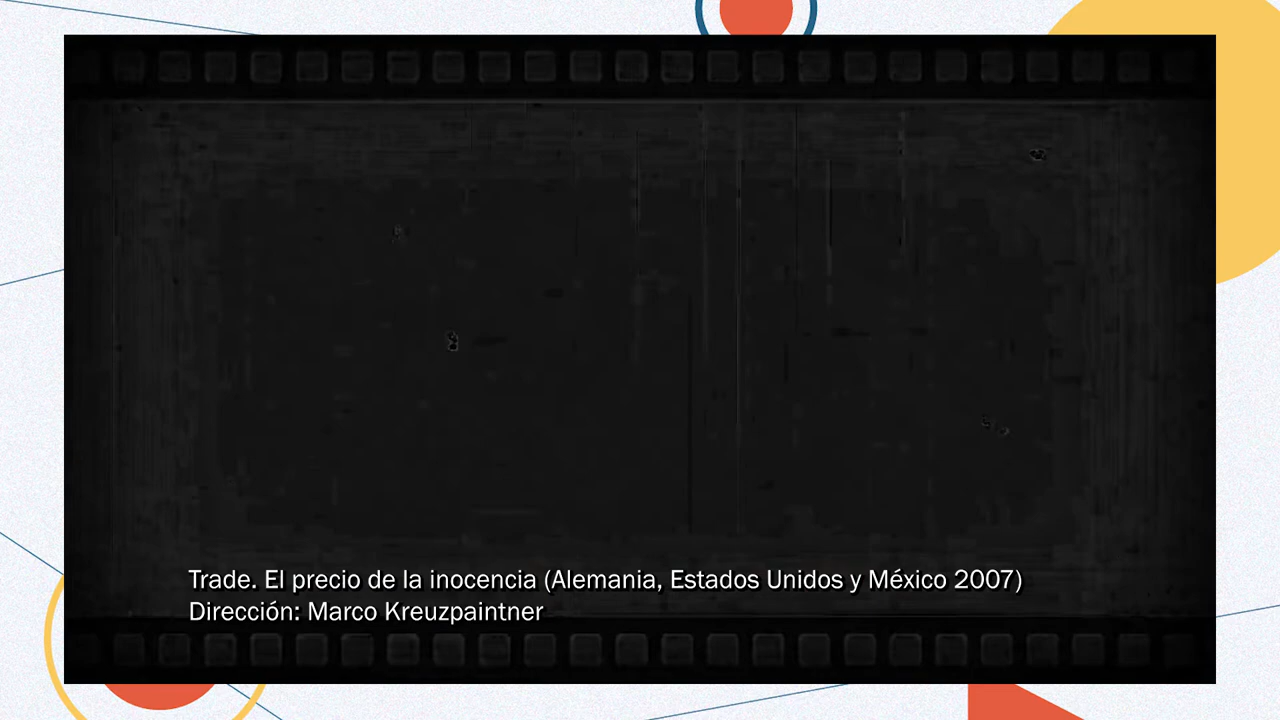 Trade. El precio de la inocencia (Alemania, Estados Unidos y México 2007)
Dirección: Marco Kreuzpaintner